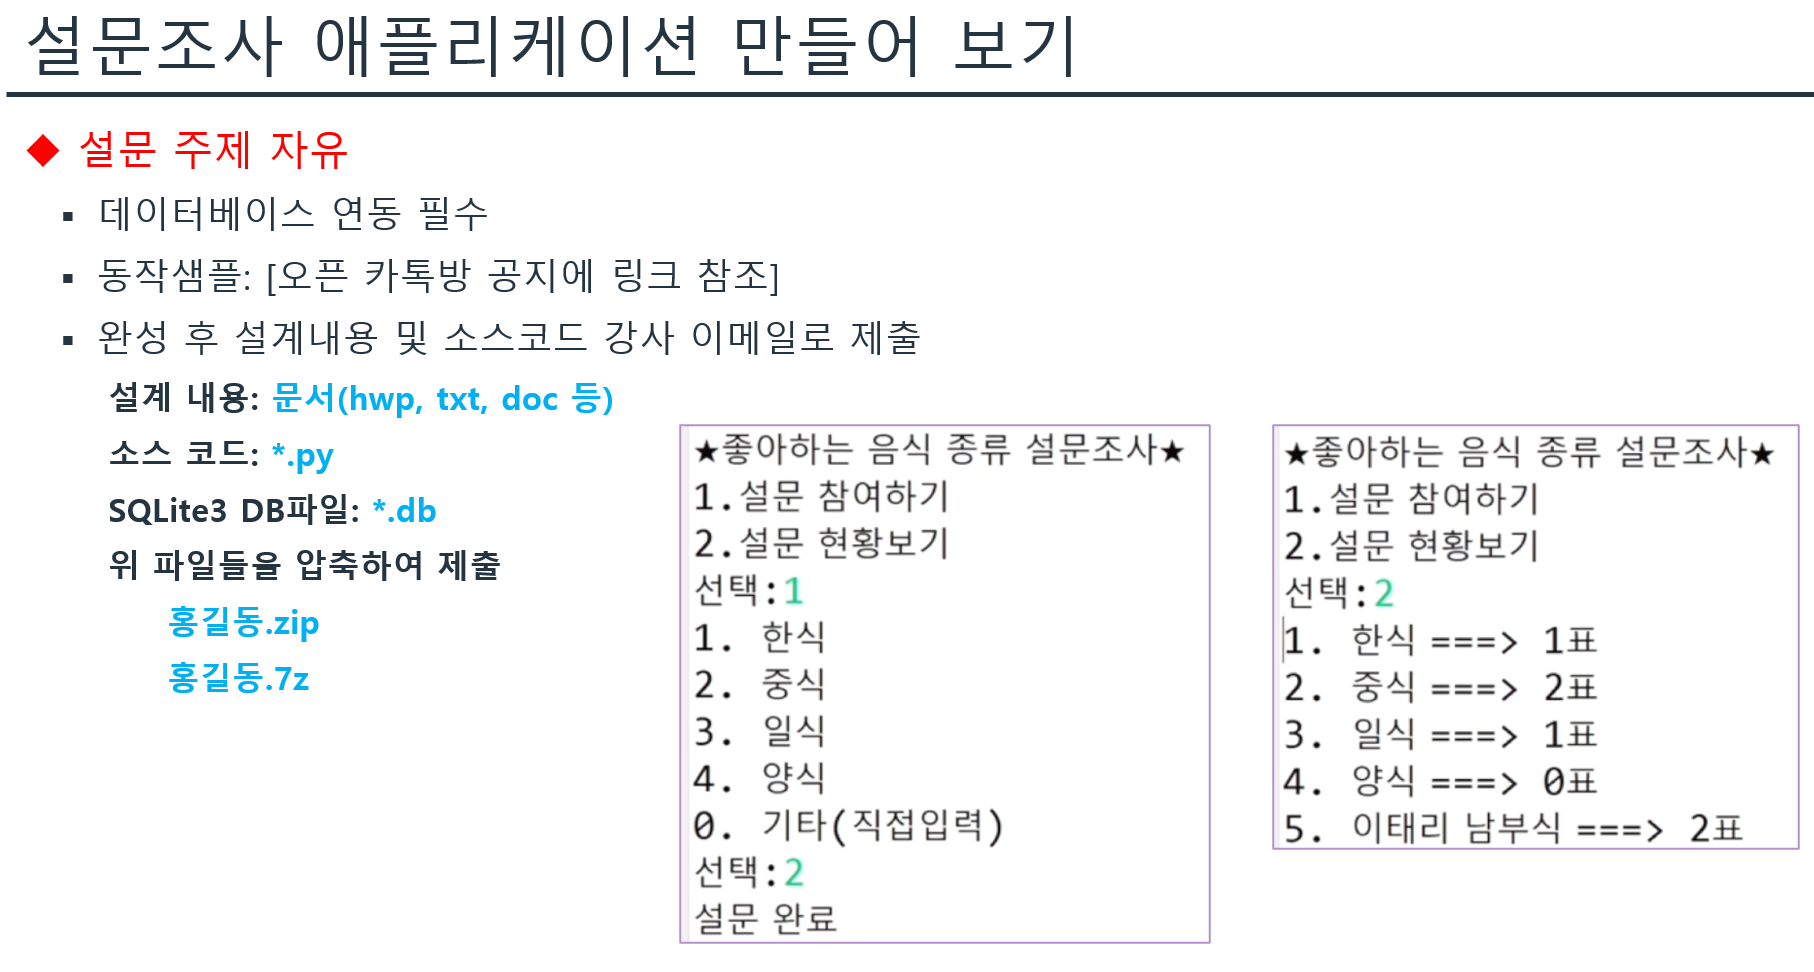 설문조사 애플리케이션 만들어 보기
◆ 설문 주제 자유
▪ 데이터베이스 연동 필수
▪ 동작샘플: [오픈 카톡방 공지에 링크 참조]
▪ 완성 후 설계내용 및 소스코드 강사 이메일로 제출
설계 내용: 문서(hwp, txt, doc 등)
소스 코드: *.py
SQLite3 DB파일: *.db
위 파일들을 압축하여 제출
홍길동.zip
홍길동.7z
★좋아하는 음식 종류 설문조사★
1.설문 참여하기
2.설문 현황보기
선택:1
1. 한식
2. 중식
3. 일식
4. 양식
0. 기타(직접입력)
선택:2
설문 완료
★좋아하는 음식 종류 설문조사★
1.설문 참여하기
2.설문 현황보기
선택:2
1. 한식 ===> 1표
2. 중식 ===> 2표
3. 일식 ===> 1표
4. 양식 ===> 0표
5. 이태리 남부식 ===> 2표